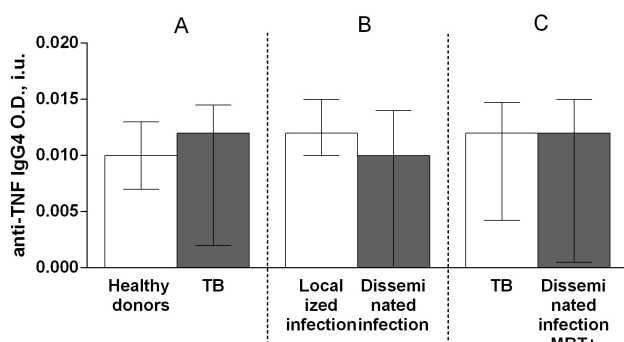 A B C
anti-TNF IgG4 O.D., i.u.
0.020
0.015
0.010
0.005
0.000
Healthy donors
TB
Local
ized
infection
Dissemi
nated
infection
TB
Dissemi
nated
infection
MBT+